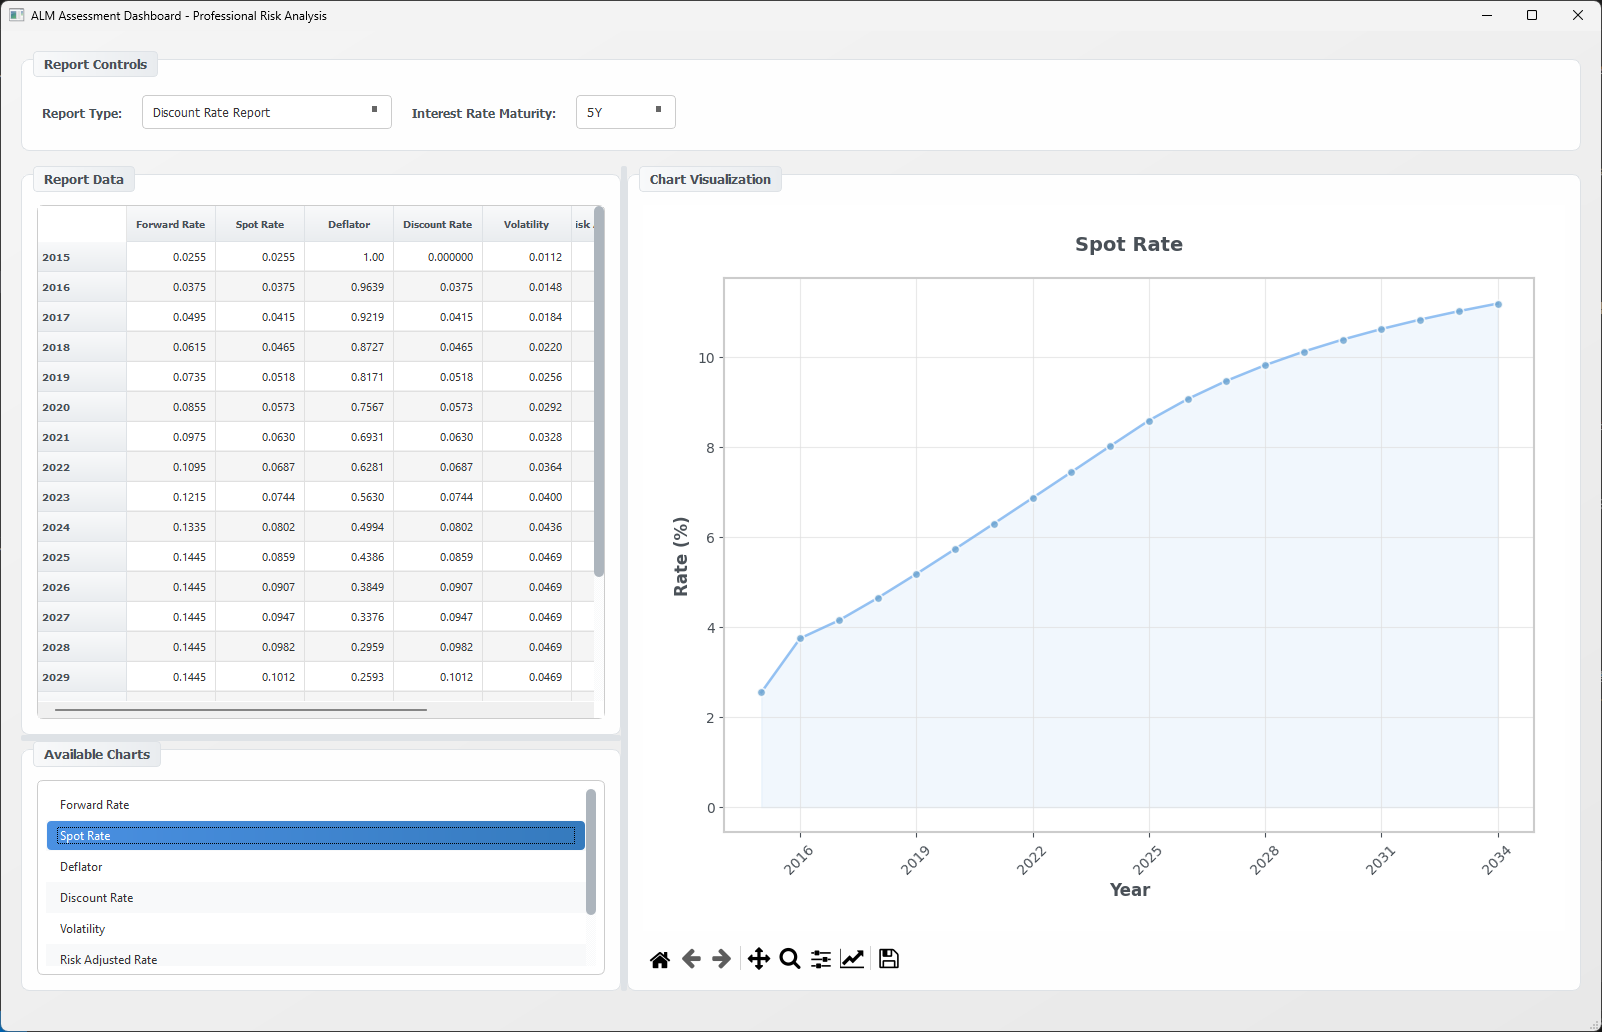 ALM Assessment Dashboard - Professional Risk Analysis
Report Controls
Report Type: Discount Rate Report Interest Rate Maturity: 5Y
Report Data
Forward Rate Spot Rate Deflator Discount Rate Volatility isk
2015 0.0255 0.0255 1.00 0.000000 0.0112
2016 0.0375 0.0375 0.9639 0.0375 0.0148
2017 0.0495 0.0415 0.9219 0.0415 0.0184
2018 0.0615 0.0465 0.8727 0.0465 0.0220
2019 0.0735 0.0518 0.8171 0.0518 0.0256
2020 0.0855 0.0573 0.7567 0.0573 0.0292
2021 0.0975 0.0630 0.6931 0.0630 0.0328
2022 0.1095 0.0687 0.6281 0.0687 0.0364
2023 0.1215 0.0744 0.5630 0.0744 0.0400
2024 0.1335 0.0802 0.4994 0.0802 0.0436
2025 0.1445 0.0859 0.4386 0.0859 0.0469
2026 0.1445 0.0907 0.3849 0.0907 0.0469
2027 0.1445 0.0947 0.3376 0.0947 0.0469
2028 0.1445 0.0982 0.2959 0.0982 0.0469
2029 0.1445 0.1012 0.2593 0.1012 0.0469
Available Charts
Forward Rate
Spot Rate
Deflator
Discount Rate
Volatility
Risk Adjusted Rate
Chart Visualization
Spot Rate
Rate (%)
10
8
6
4
2
0
2016 2019 2022 2025 2028 2031 2034
Year